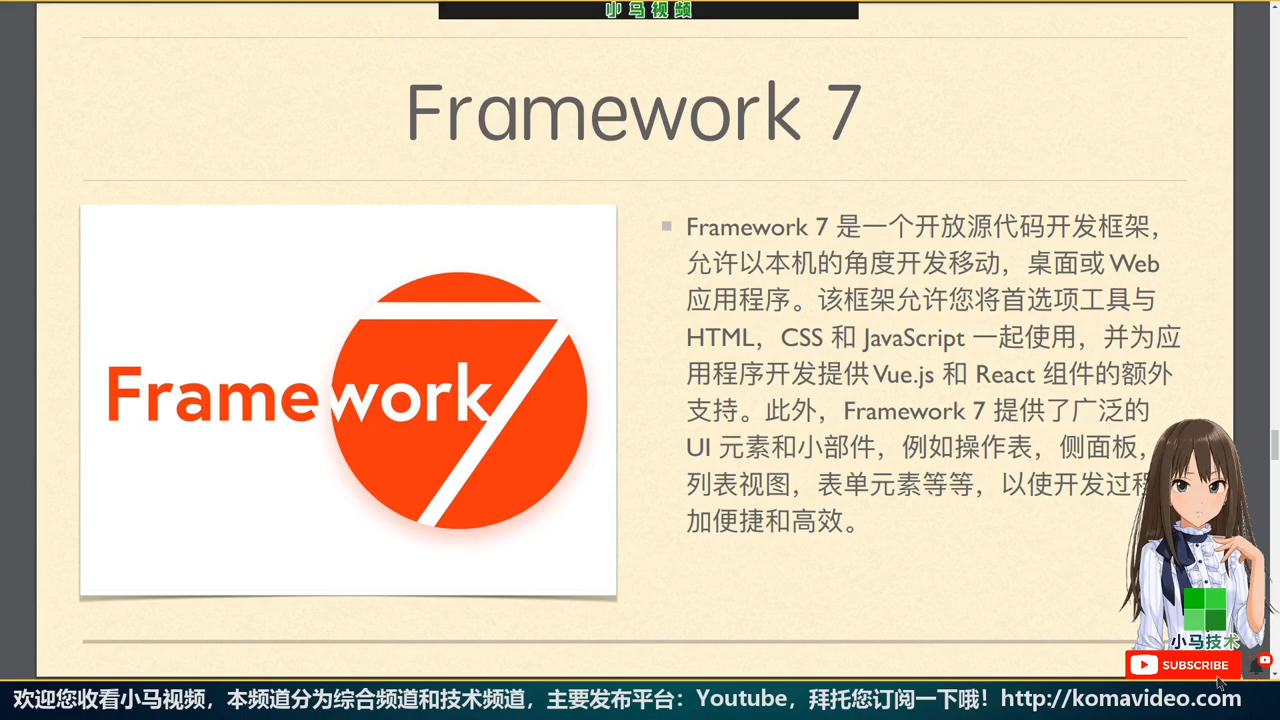 小马视频
Framework 7
Framework 7
Framework 7 是一个开放源代码开发框架，
允许以本机的角度开发移动，桌面或 Web
应用程序。该框架允许您将首选项工具与
HTML，CSS 和 JavaScript 一起使用，并为应
用程序开发提供 Vue.js 和 React 组件的额外
支持。此外，Framework 7 提供了广泛的
UI 元素和小部件，例如操作表，侧面板，
列表视图，表单元素等等，以使开发过程
加便捷和高效。
小马技术
SUBSCRIBE
欢迎您收看小马视频，本频道分为综合频道和技术频道，主要发布平台：Youtube，拜托您订阅一下哦！http://komavideo.com